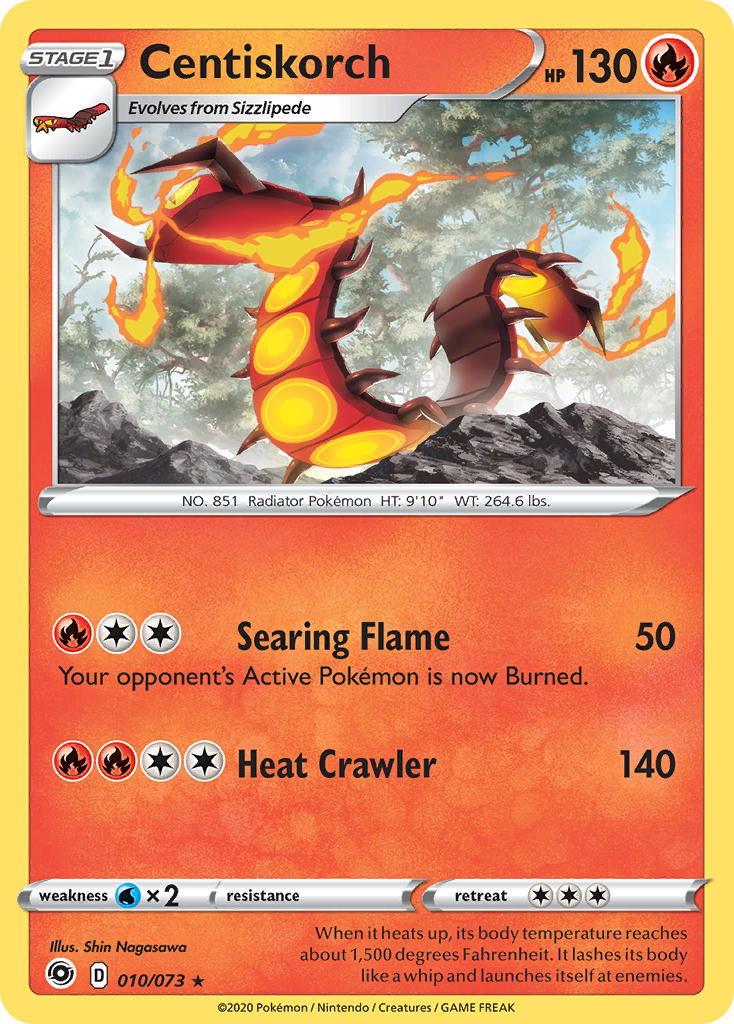 STAGE 1 Centiskorch HP 130
Evolves from Sizzlipede
NO. 851 Radiator Pokémon HT: 9'10" WT: 264.6 lbs.
Searing Flame 50
Your opponent's Active Pokémon is now Burned.
Heat Crawler 140
weakness ×2 resistance retreat
Illus. Shin Nagasawa
D 010/073 ★
When it heats up, its body temperature reaches
about 1,500 degrees Fahrenheit. It lashes its body
like a whip and launches itself at enemies.
©2020 Pokémon / Nintendo / Creatures / GAME FREAK